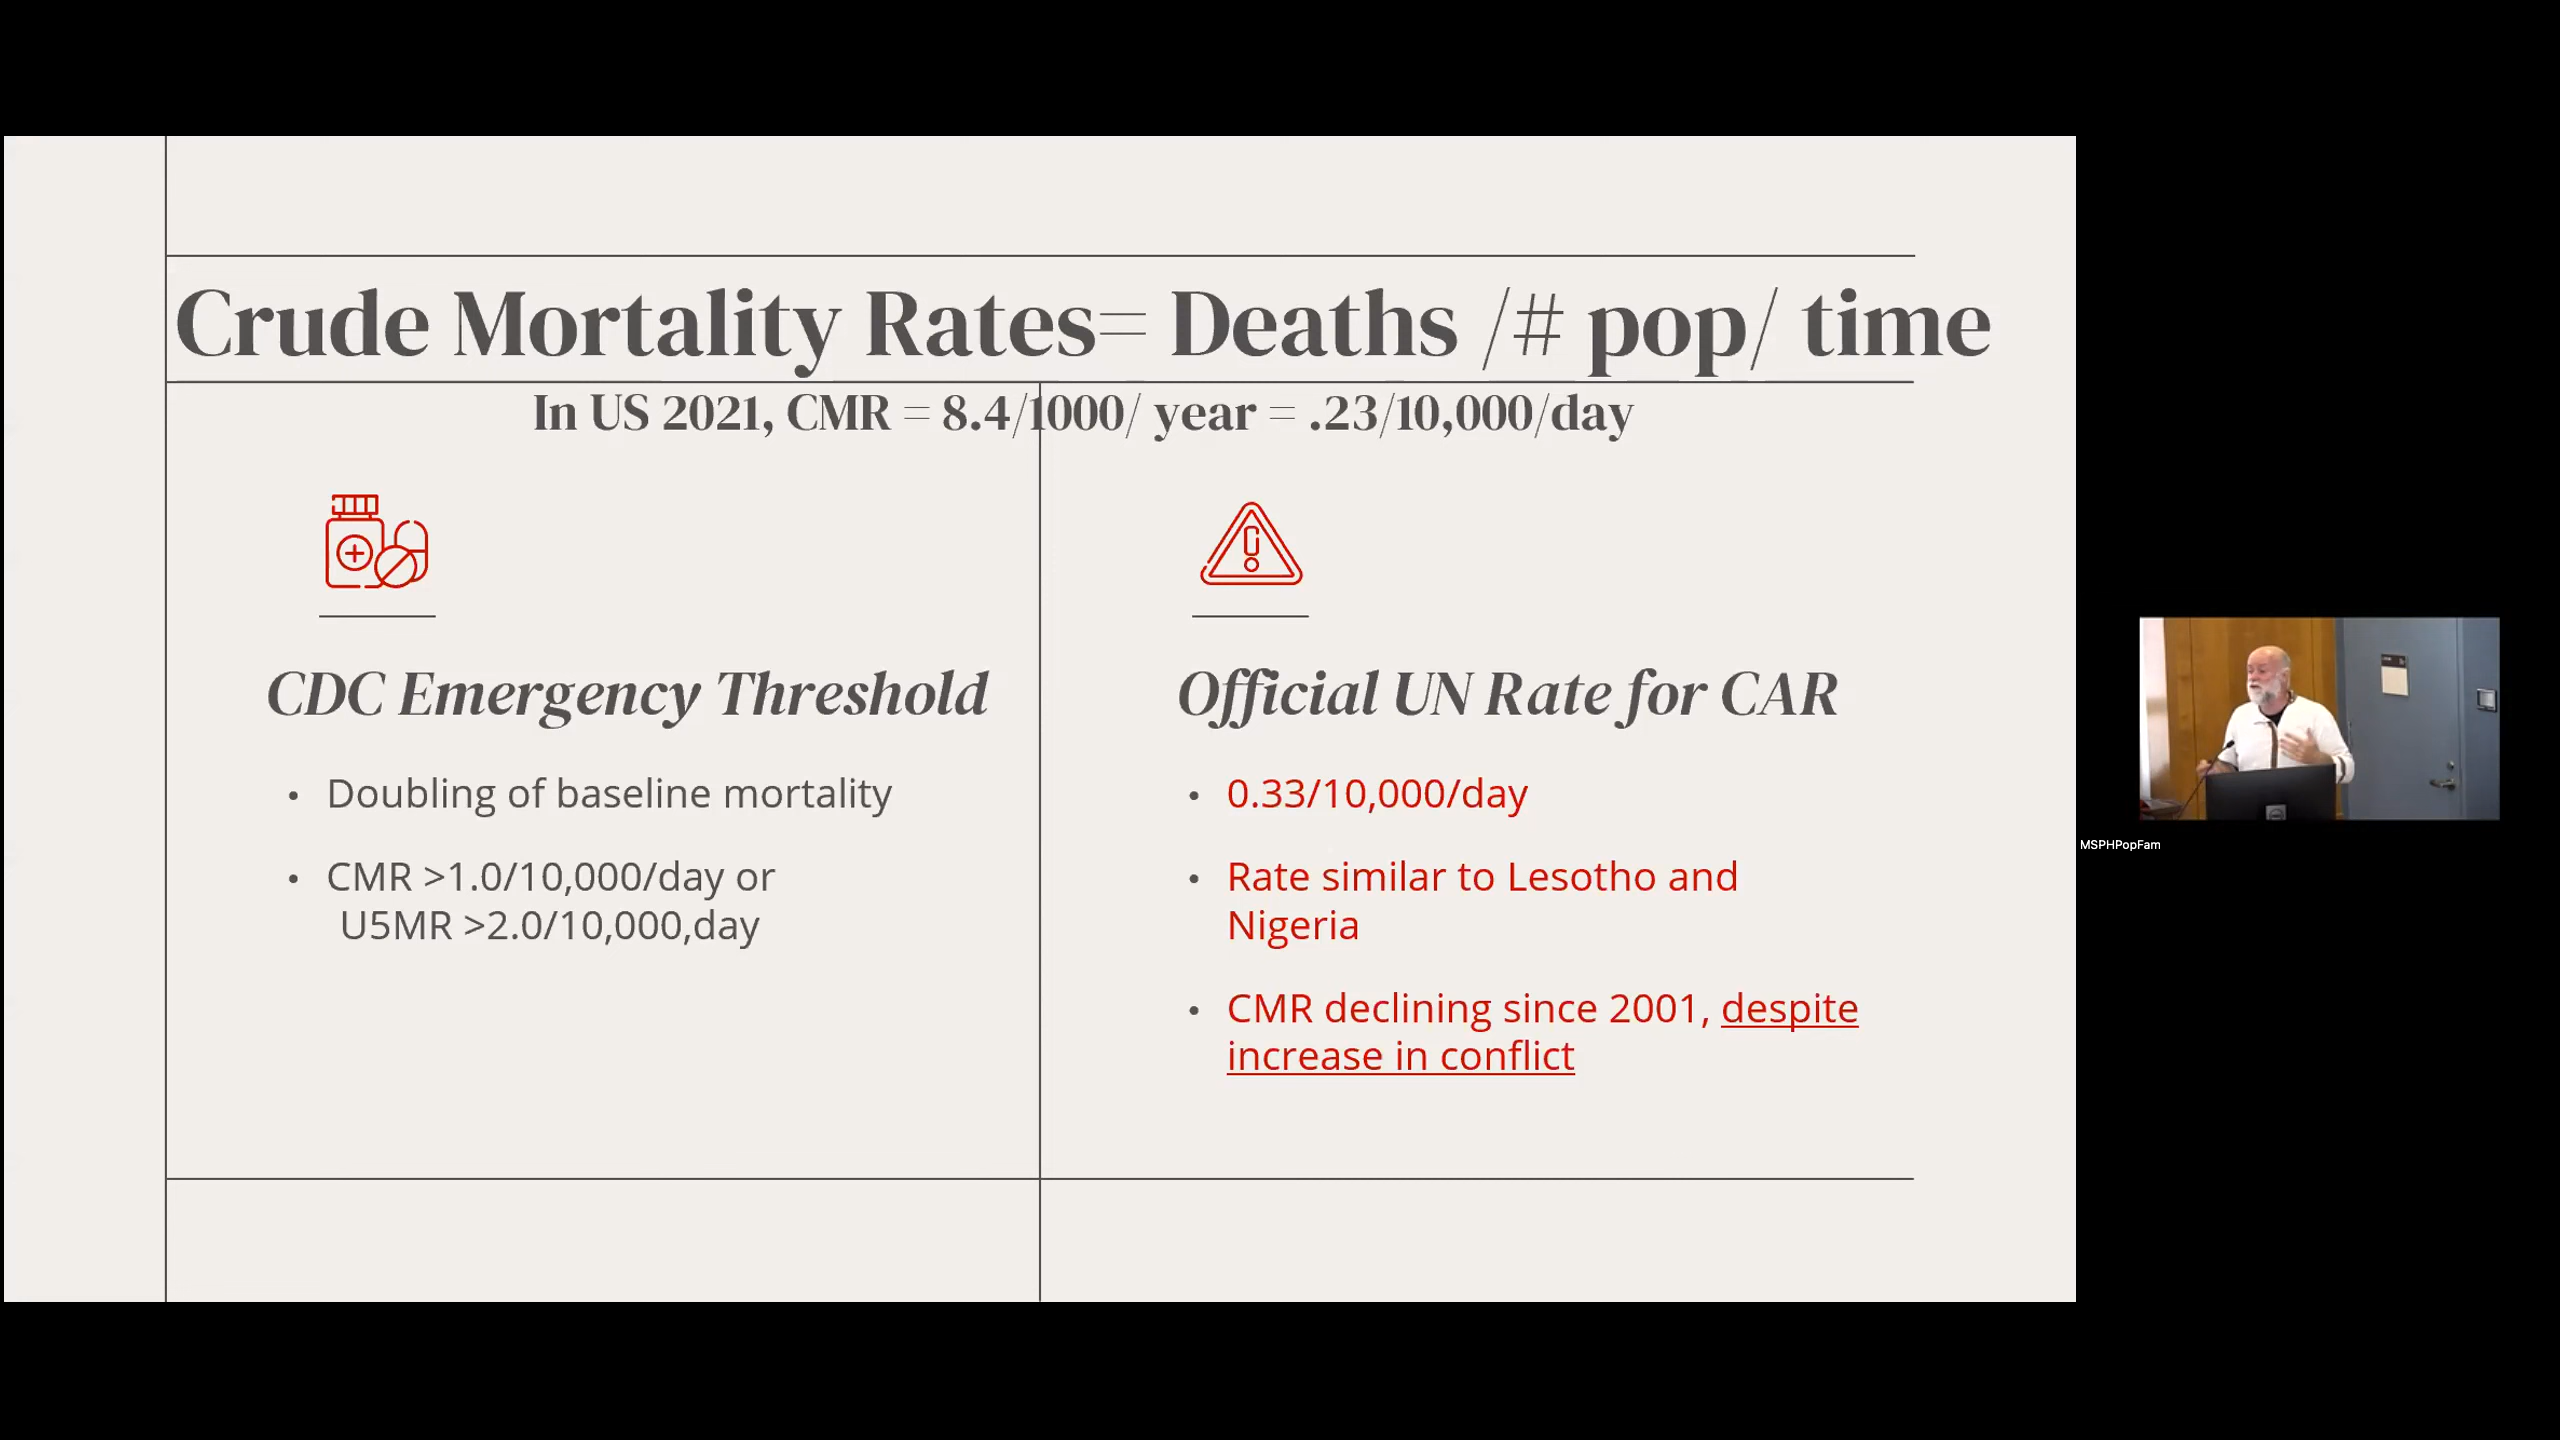 Crude Mortality Rates= Deaths /# pop/ time
In US 2021, CMR = 8.4/1000/ year = .23/10,000/day
CDC Emergency Threshold
• Doubling of baseline mortality
• CMR >1.0/10,000/day or
U5MR >2.0/10,000,day
Official UN Rate for CAR
• 0.33/10,000/day
• Rate similar to Lesotho and
Nigeria
• CMR declining since 2001, despite
increase in conflict
MSPHPopFam